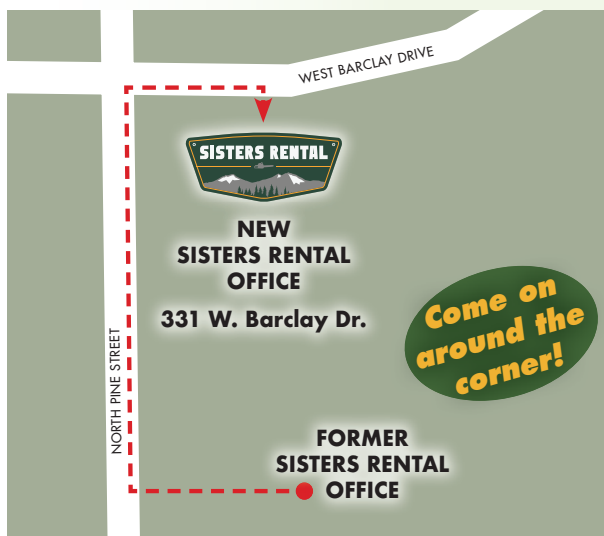 WEST BARCLAY DRIVE
SISTERS RENTAL
NEW
SISTERS RENTAL
OFFICE
331 W. Barclay Dr.
Come on
around the
corner!
NORTH PINE STREET
FORMER
SISTERS RENTAL
OFFICE